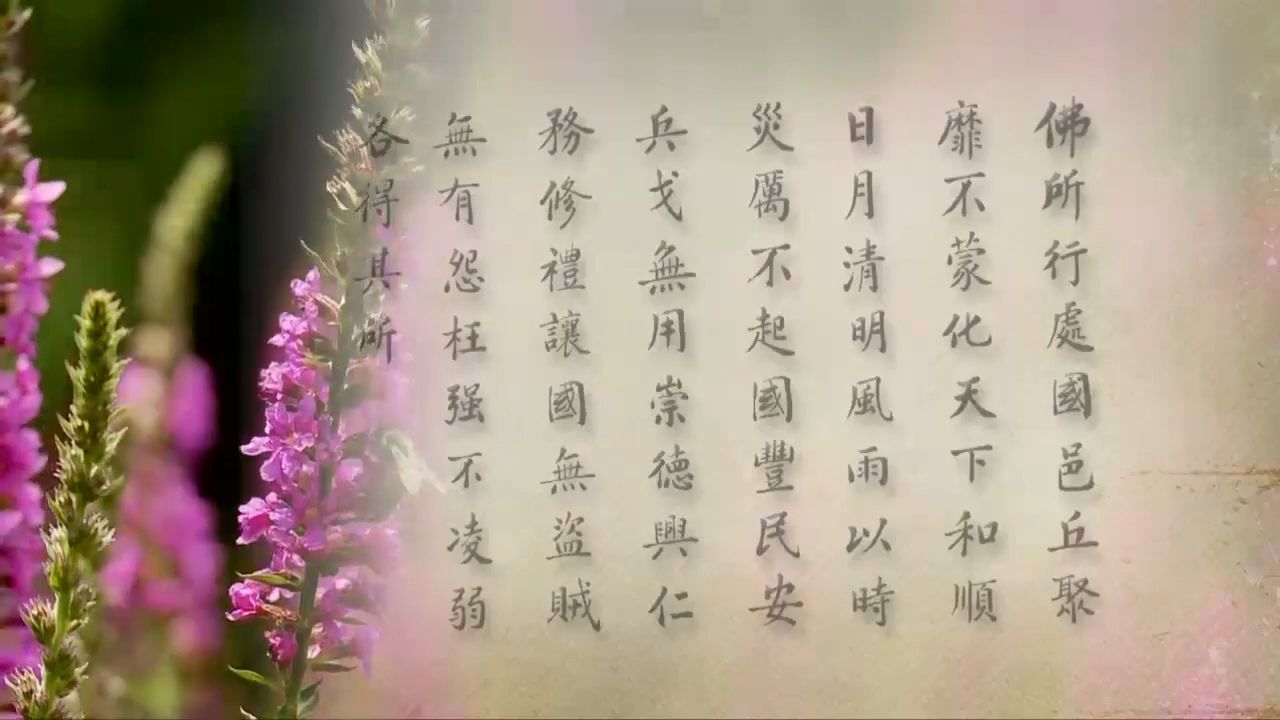 佛所行處國邑丘聚
靡不蒙化天下和順
日月清明風雨以時
災厲不起國豐民安
兵戈無用崇德興仁
務修禮讓國無盜賊
無有怨枉强不凌弱
各得其所